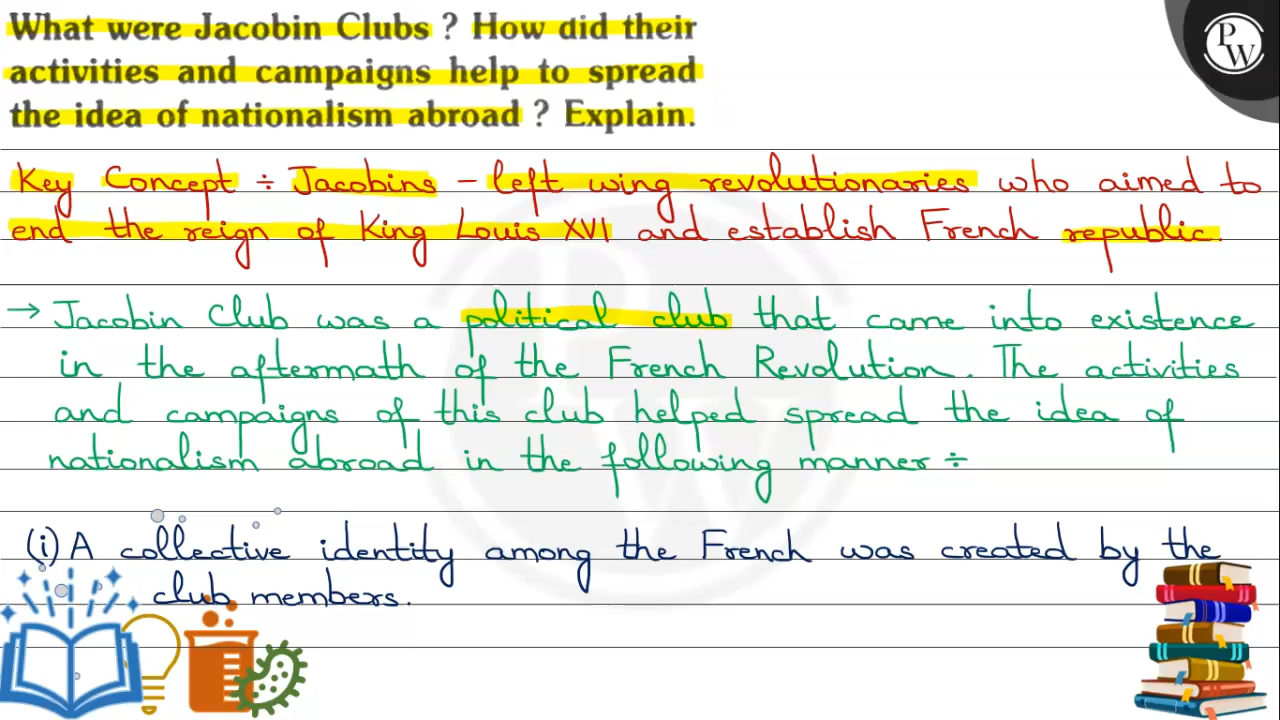 What were Jacobin Clubs ? How did their
activities and campaigns help to spread
the idea of nationalism abroad ? Explain.
PW
Key Concept ÷ Jacobins – left wing revolutionaries who aimed to
end the reign of King Louis XVI and establish French republic.
→ Jacobin Club was a political club that came into existence
in the aftermath of the French Revolution. The activities
and campaigns of this club helped spread the idea of
nationalism abroad in the following manner ÷
(i) A collective identity among the French was created by the
club members.